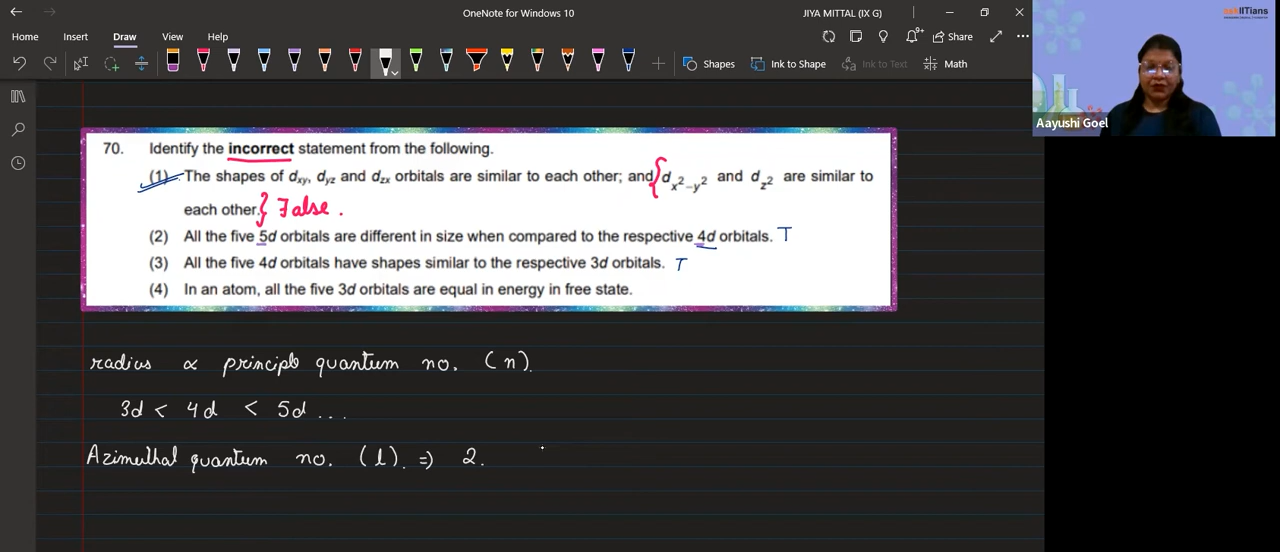 OneNote for Windows 10
JIYA MITTAL (IX G)
Home Insert Draw View Help
9+ Share
Shapes Ink to Shape Ink to Text Math
askIITians
Aayushi Goel
70. Identify the incorrect statement from the following.
(1) The shapes of dxy, dyz and dzx orbitals are similar to each other; and { dx²–y² and dz² are similar to
each other. } False.
(2) All the five 5d orbitals are different in size when compared to the respective 4d orbitals. T
(3) All the five 4d orbitals have shapes similar to the respective 3d orbitals. T
(4) In an atom, all the five 3d orbitals are equal in energy in free state.
radius ∝ principle quantum no. (n).
3d < 4d < 5d ...
Azimuthal quantum no. (l). ⇒ 2.